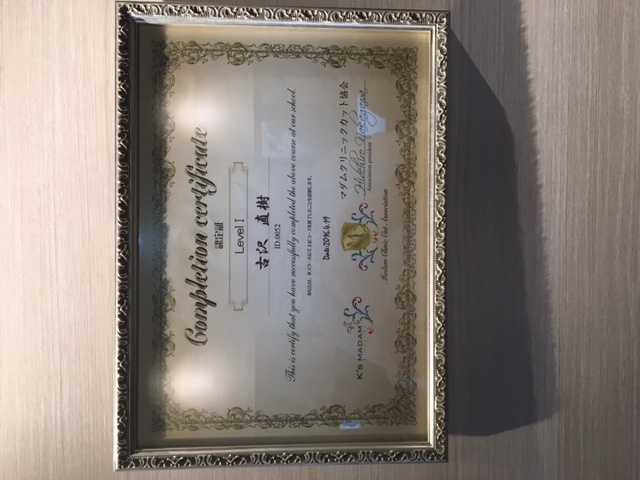 Completion certificate
認定証
Level I
古沢 直樹
ID:0052
This is certify that you have successfully completed the above course at our school.
Date:2016.4.19
マダムクリニックカット協会
Association president
K'S MADAM
Madam Clinic Cut Association